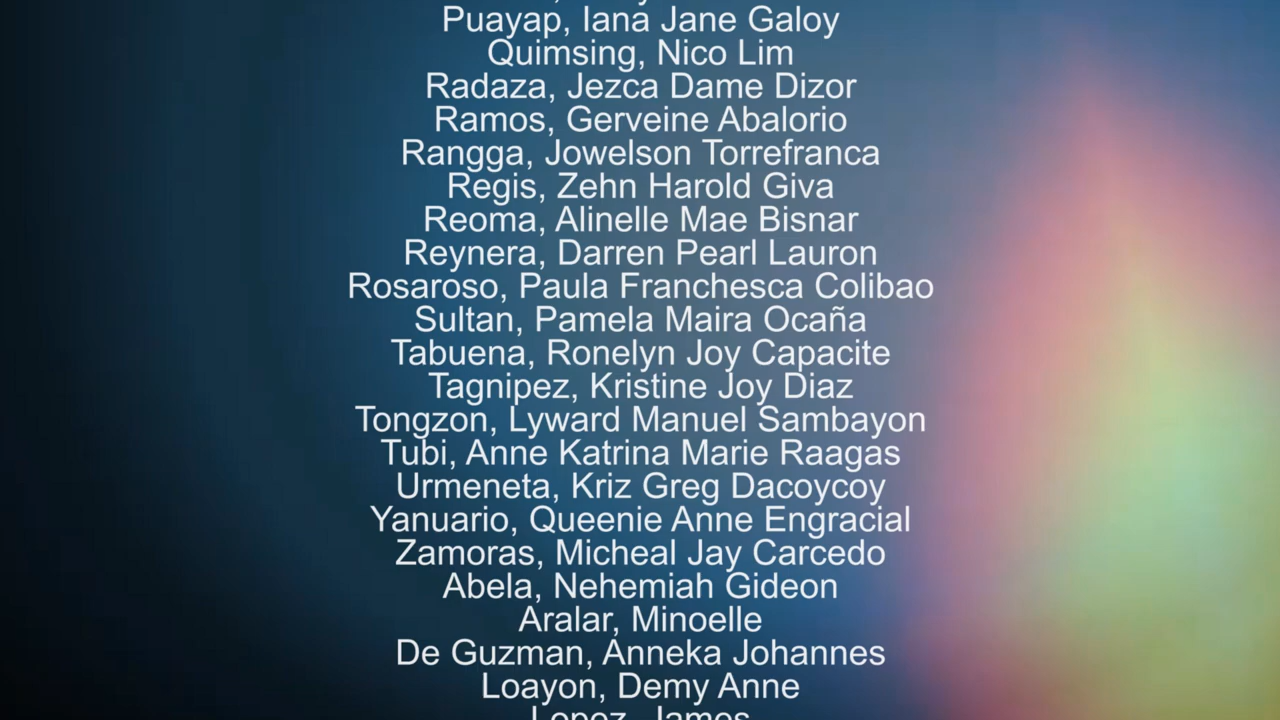 Puayap, Iana Jane Galoy
Quimsing, Nico Lim
Radaza, Jezca Dame Dizor
Ramos, Gerveine Abalorio
Rangga, Jowelson Torrefranca
Regis, Zehn Harold Giva
Reoma, Alinelle Mae Bisnar
Reynera, Darren Pearl Lauron
Rosaroso, Paula Franchesca Colibao
Sultan, Pamela Maira Ocaña
Tabuena, Ronelyn Joy Capacite
Tagnipez, Kristine Joy Diaz
Tongzon, Lyward Manuel Sambayon
Tubi, Anne Katrina Marie Raagas
Urmeneta, Kriz Greg Dacoycoy
Yanuario, Queenie Anne Engracial
Zamoras, Micheal Jay Carcedo
Abela, Nehemiah Gideon
Aralar, Minoelle
De Guzman, Anneka Johannes
Loayon, Demy Anne
Lopez, James